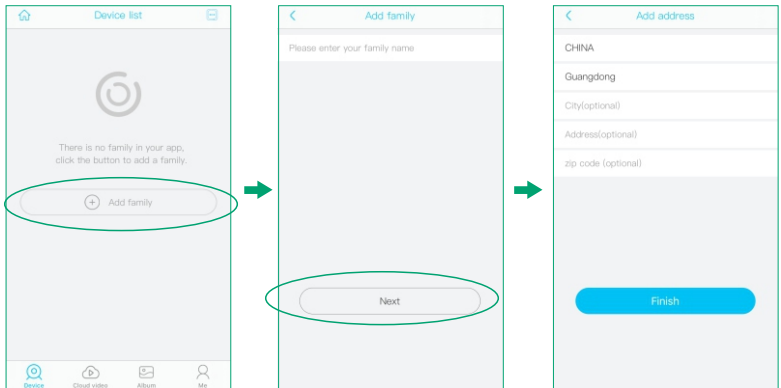 Device list
There is no family in your app,
click the button to add a family.
Add family
Device
Cloud video
Album
Me
Add family
Please enter your family name
Next
Add address
CHINA
Guangdong
City(optional)
Address(optional)
zip code (optional)
Finish